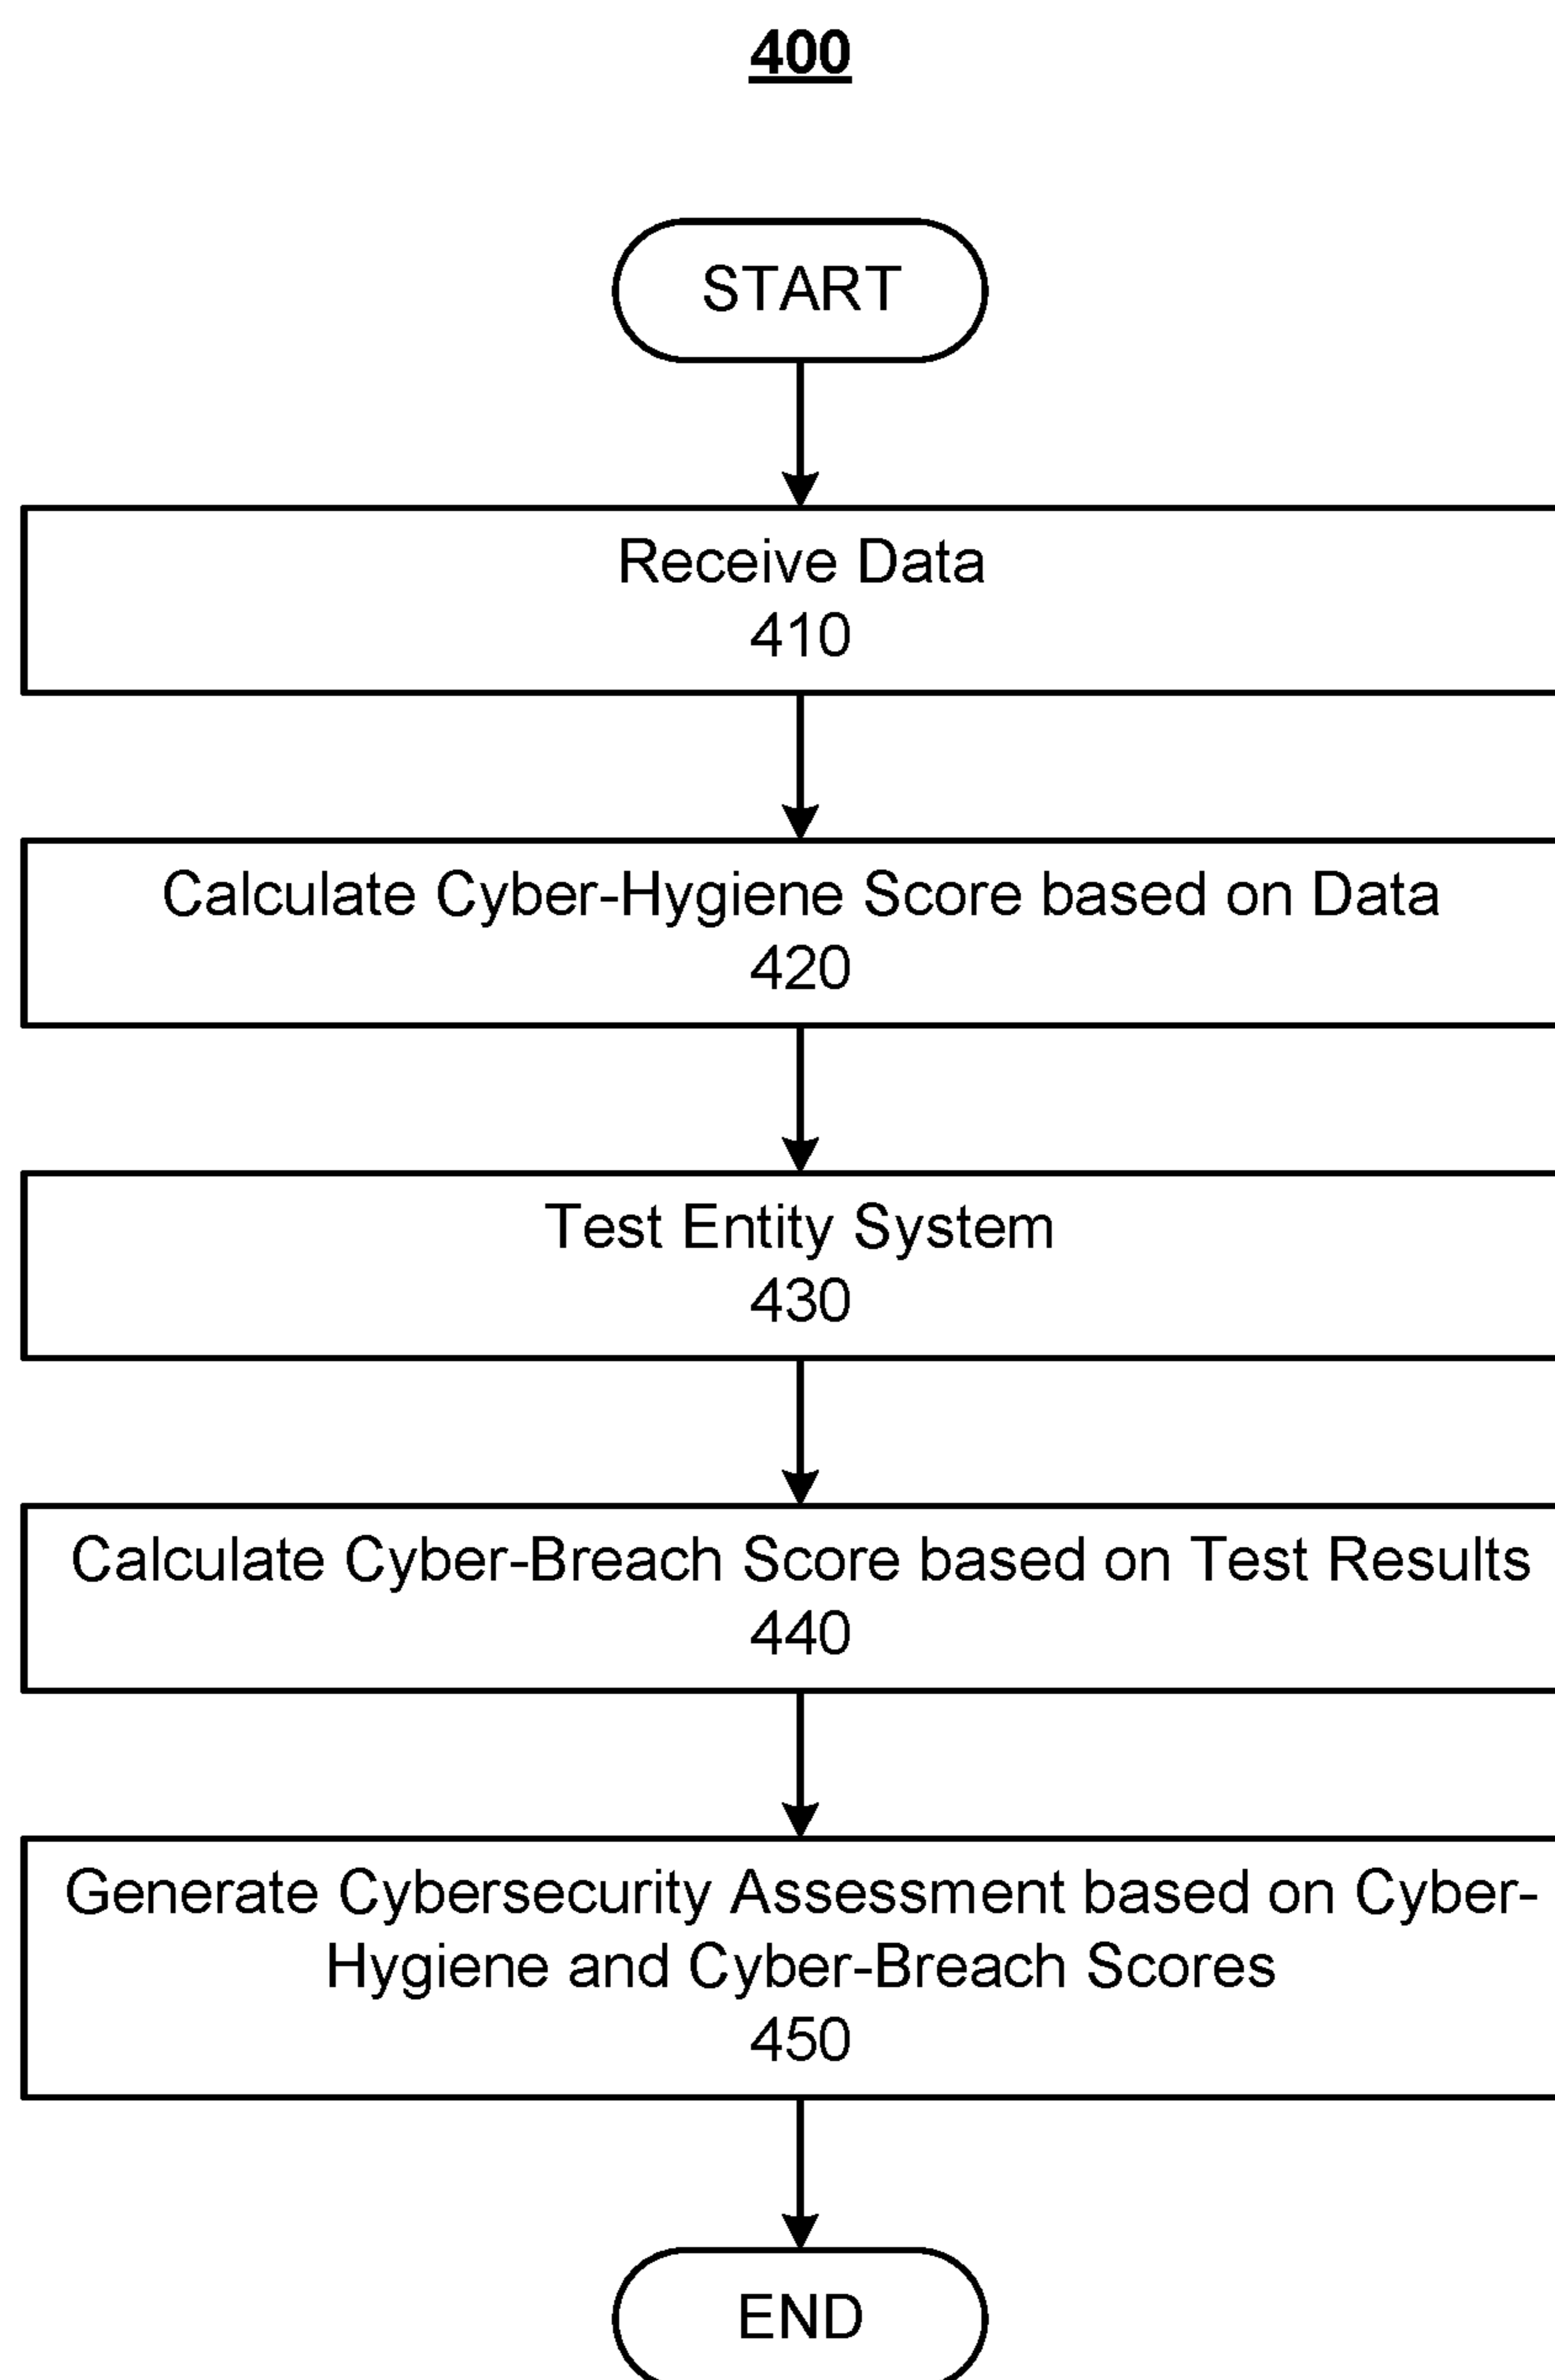 400
START
Receive Data
410
Calculate Cyber-Hygiene Score based on Data
420
Test Entity System
430
Calculate Cyber-Breach Score based on Test Results
440
Generate Cybersecurity Assessment based on Cyber-
Hygiene and Cyber-Breach Scores
450
END